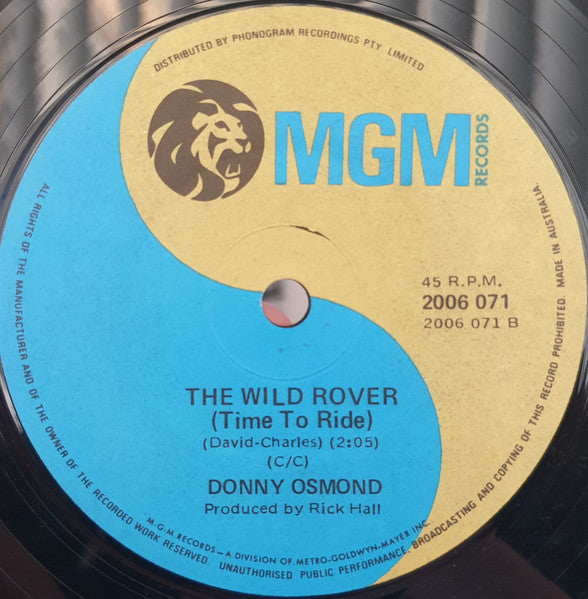 DISTRIBUTED BY PHONOGRAM RECORDINGS PTY. LIMITED
MGM
RECORDS
45 R.P.M.
2006 071
2006 071 B
THE WILD ROVER
(Time To Ride)
(David-Charles) (2:05)
(C/C)
DONNY OSMOND
Produced by Rick Hall
M-G-M RECORDS – A DIVISION OF METRO-GOLDWYN-MAYER INC.
ALL RIGHTS OF THE MANUFACTURER AND OF THE OWNER OF THE RECORDED WORK RESERVED. UNAUTHORISED PUBLIC PERFORMANCE, BROADCASTING AND COPYING OF THIS RECORD PROHIBITED. MADE IN AUSTRALIA.